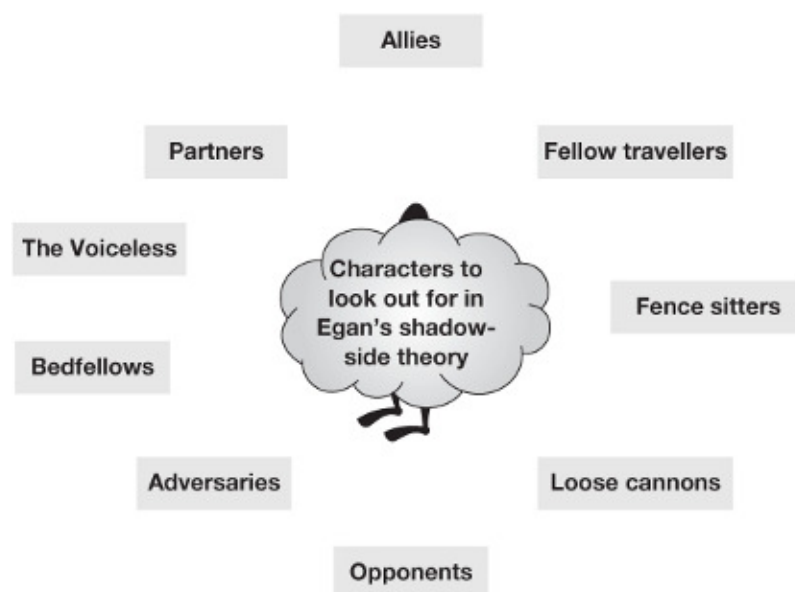 Allies
Partners
Fellow travellers
The Voiceless
Characters to
look out for in
Egan's shadow-
side theory
Fence sitters
Bedfellows
Adversaries
Loose cannons
Opponents